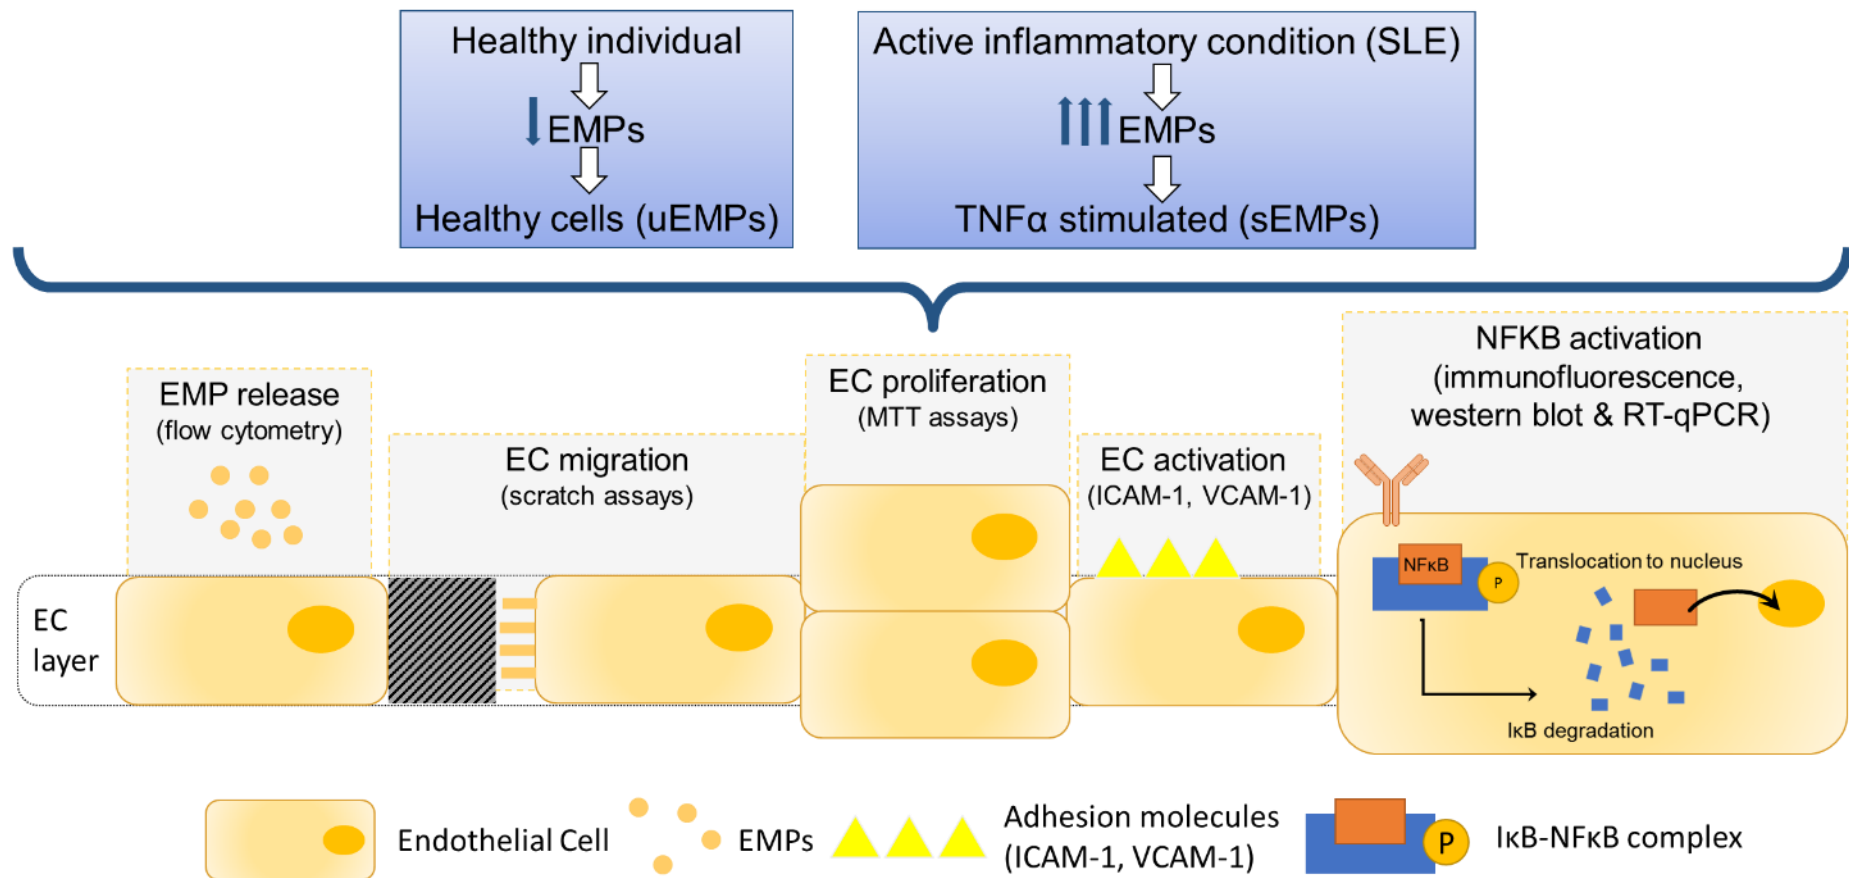 Healthy individual
EMPs
Healthy cells (uEMPs)
Active inflammatory condition (SLE)
EMPs
TNFα stimulated (sEMPs)
EMP release
(flow cytometry)
EC migration
(scratch assays)
EC proliferation
(MTT assays)
EC activation
(ICAM-1, VCAM-1)
NFKB activation
(immunofluorescence,
western blot & RT-qPCR)
EC
layer
NFκB
P
Translocation to nucleus
IκB degradation
Endothelial Cell
EMPs
Adhesion molecules
(ICAM-1, VCAM-1)
P
IκB-NFκB complex